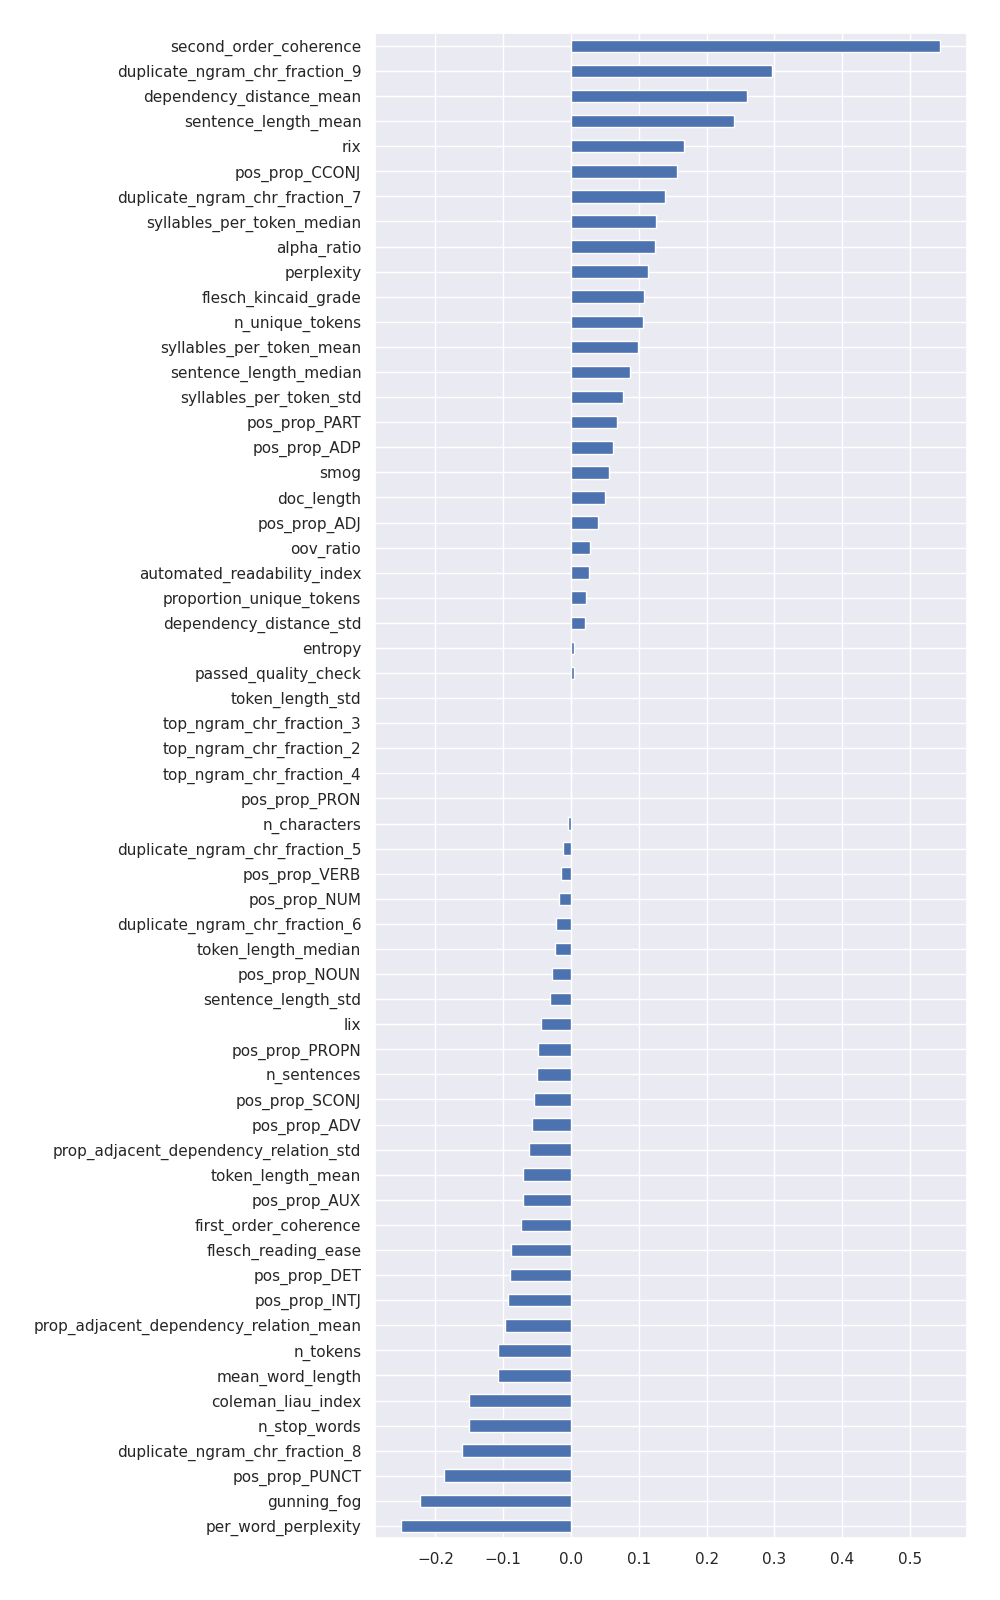 second_order_coherence
duplicate_ngram_chr_fraction_9
dependency_distance_mean
sentence_length_mean
rix
pos_prop_CCONJ
duplicate_ngram_chr_fraction_7
syllables_per_token_median
alpha_ratio
perplexity
flesch_kincaid_grade
n_unique_tokens
syllables_per_token_mean
sentence_length_median
syllables_per_token_std
pos_prop_PART
pos_prop_ADP
smog
doc_length
pos_prop_ADJ
oov_ratio
automated_readability_index
proportion_unique_tokens
dependency_distance_std
entropy
passed_quality_check
token_length_std
top_ngram_chr_fraction_3
top_ngram_chr_fraction_2
top_ngram_chr_fraction_4
pos_prop_PRON
n_characters
duplicate_ngram_chr_fraction_5
pos_prop_VERB
pos_prop_NUM
duplicate_ngram_chr_fraction_6
token_length_median
pos_prop_NOUN
sentence_length_std
lix
pos_prop_PROPN
n_sentences
pos_prop_SCONJ
pos_prop_ADV
prop_adjacent_dependency_relation_std
token_length_mean
pos_prop_AUX
first_order_coherence
flesch_reading_ease
pos_prop_DET
pos_prop_INTJ
prop_adjacent_dependency_relation_mean
n_tokens
mean_word_length
coleman_liau_index
n_stop_words
duplicate_ngram_chr_fraction_8
pos_prop_PUNCT
gunning_fog
per_word_perplexity
−0.2 −0.1 0.0 0.1 0.2 0.3 0.4 0.5